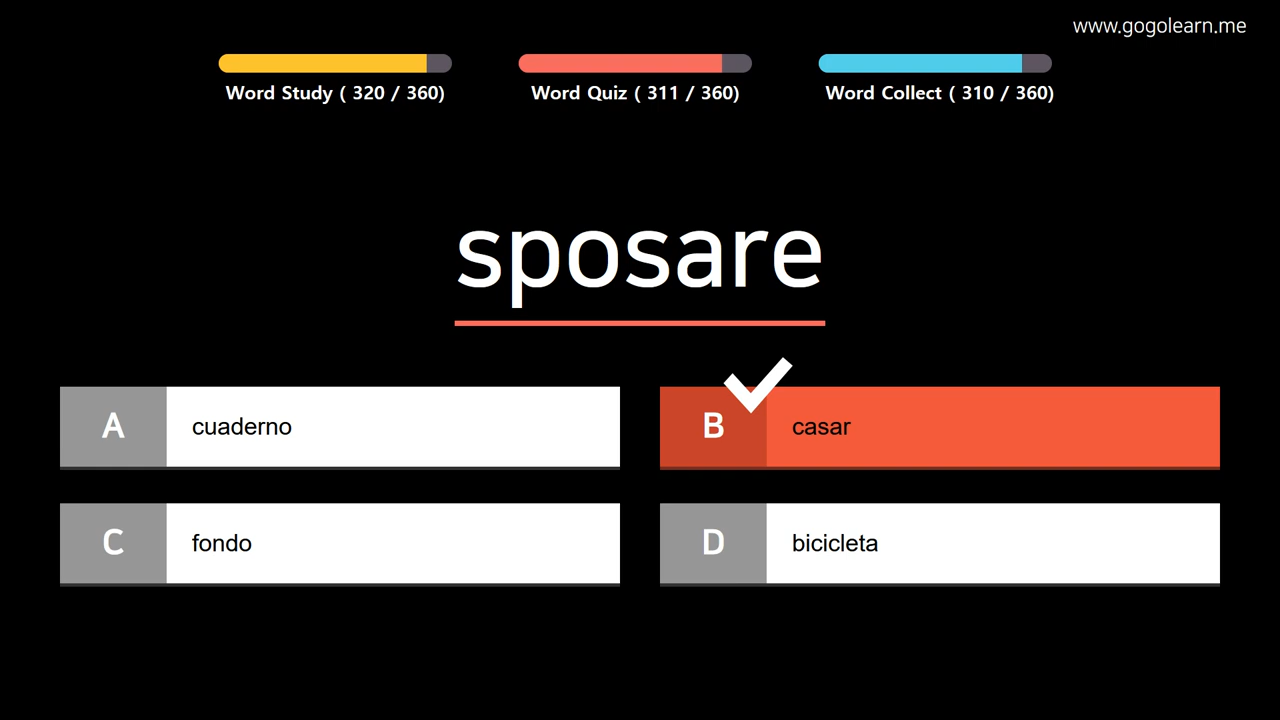 www.gogolearn.me
Word Study ( 320 / 360)
Word Quiz ( 311 / 360)
Word Collect ( 310 / 360)
sposare
A cuaderno
B casar
C fondo
D bicicleta